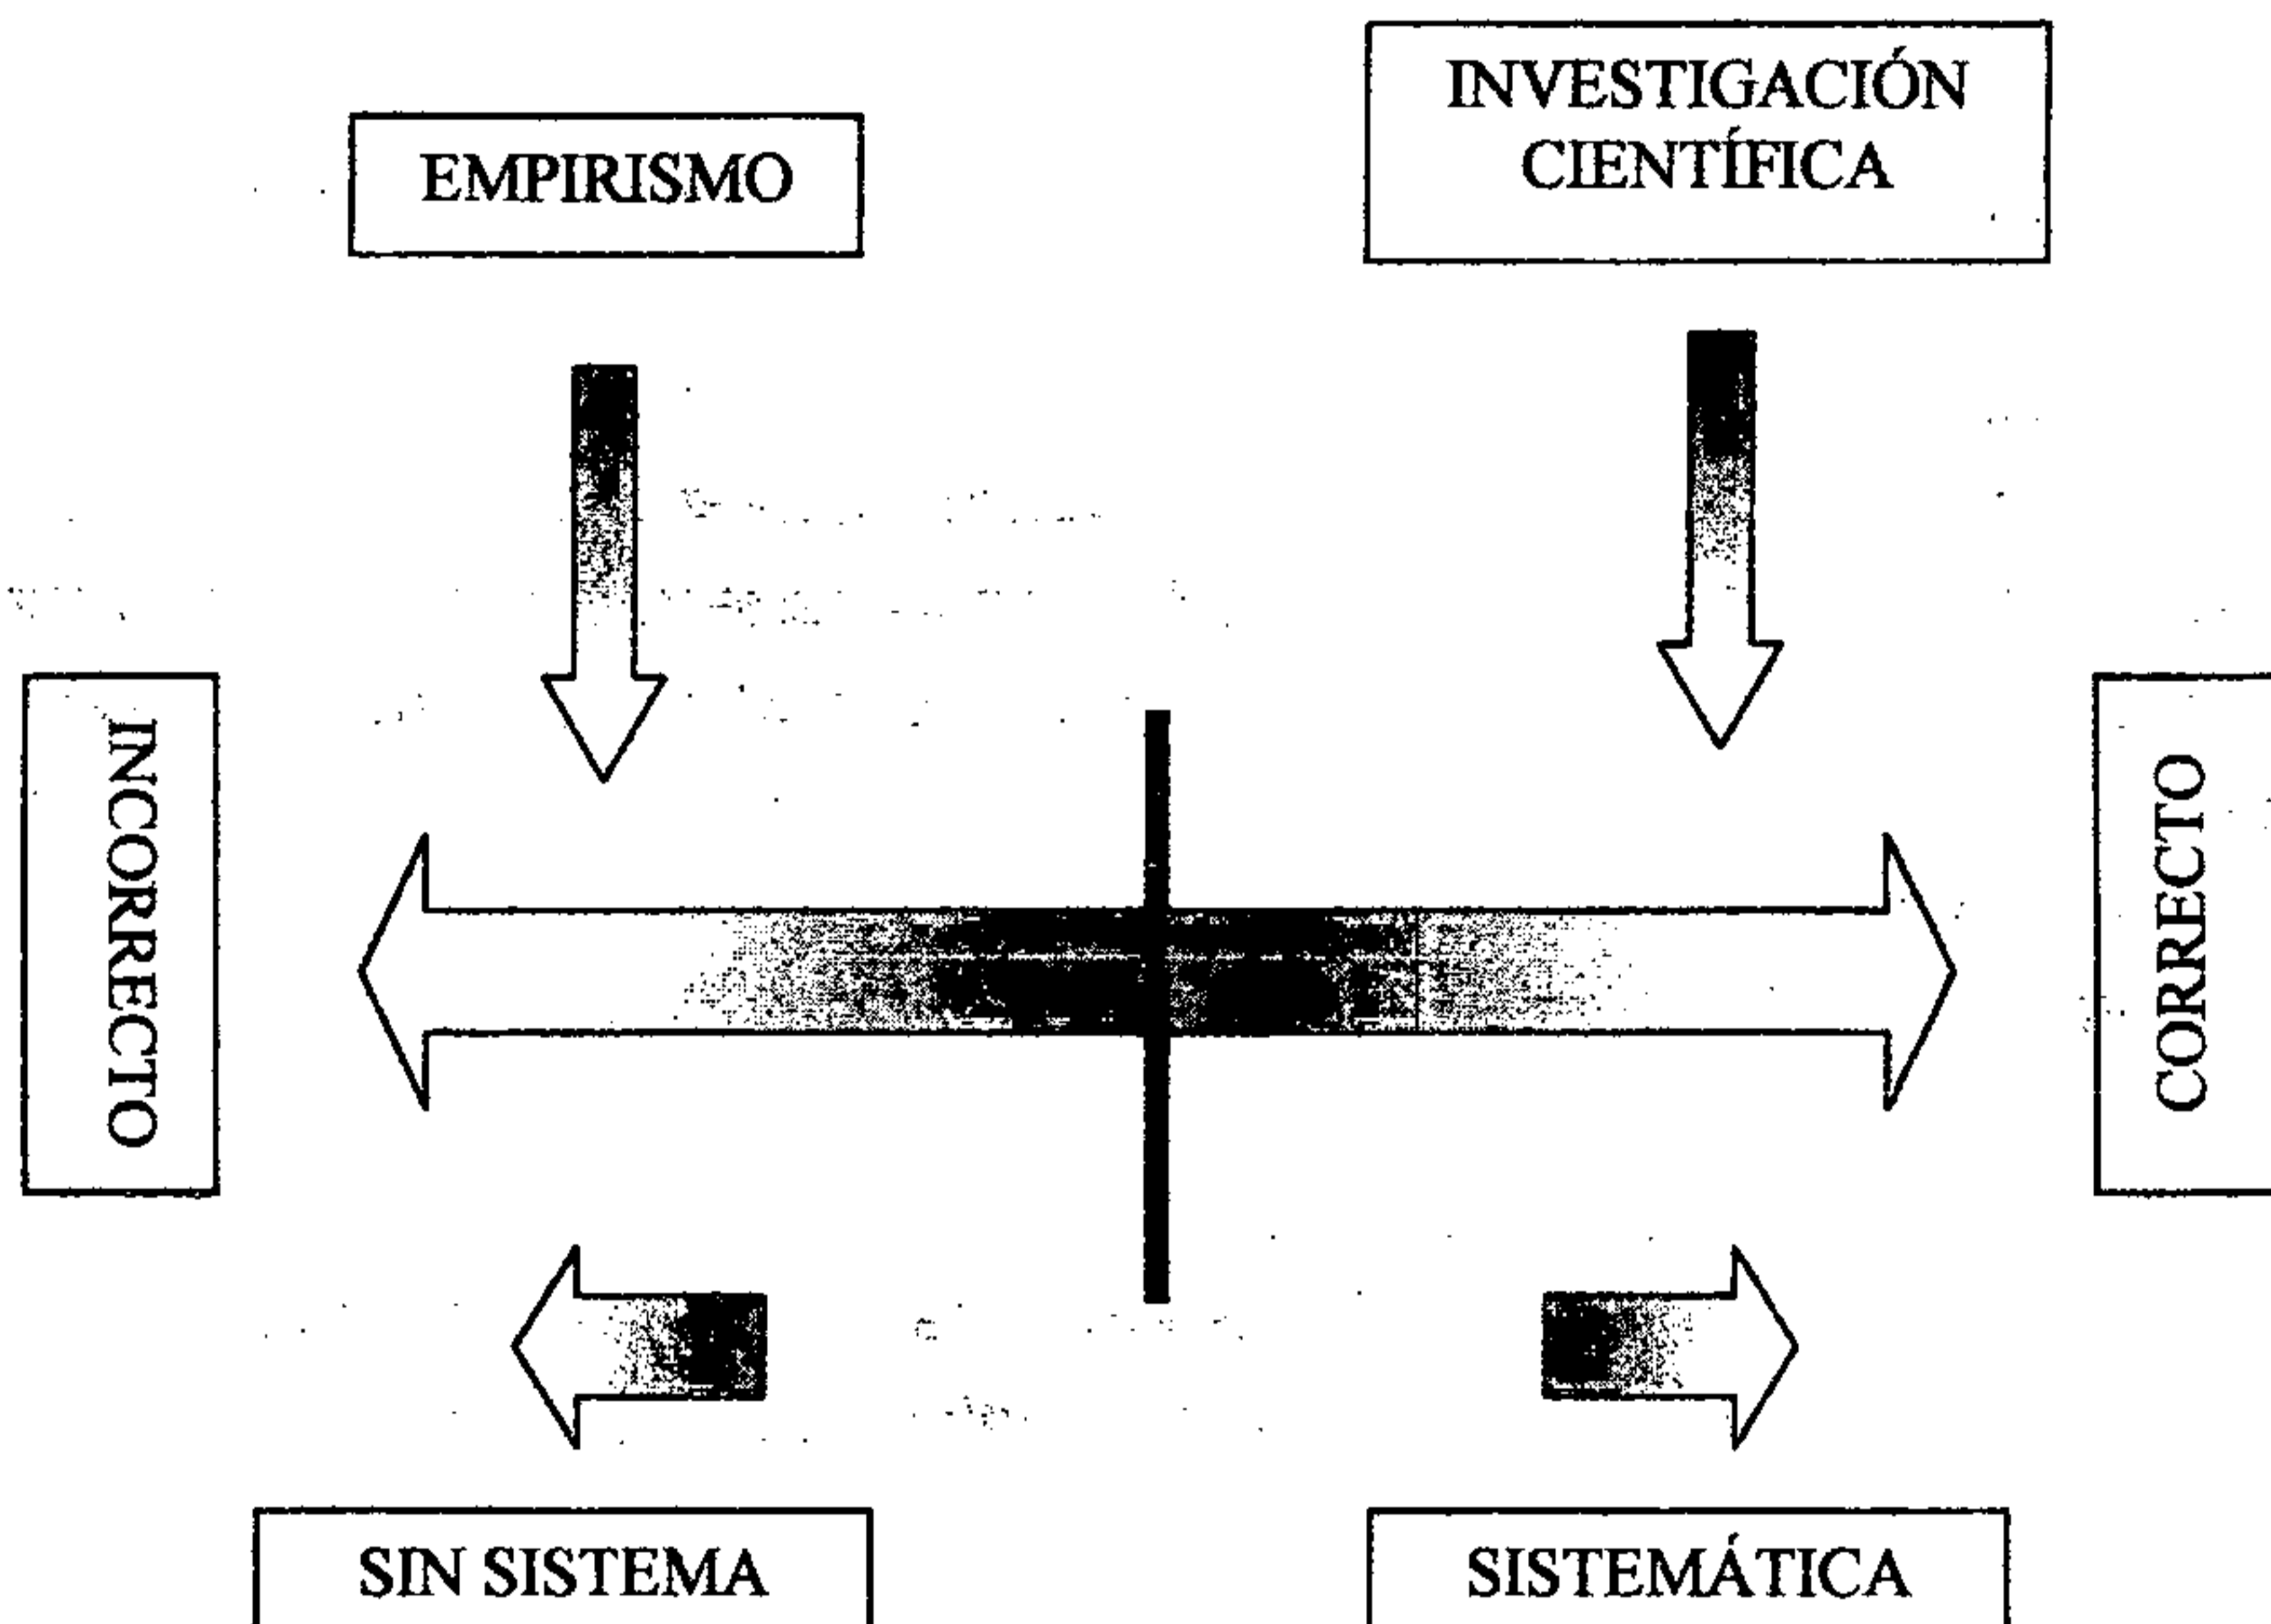 INVESTIGACIÓN
CIENTÍFICA
EMPIRISMO
INCORRECTO
CORRECTO
SIN SISTEMA
SISTEMÁTICA